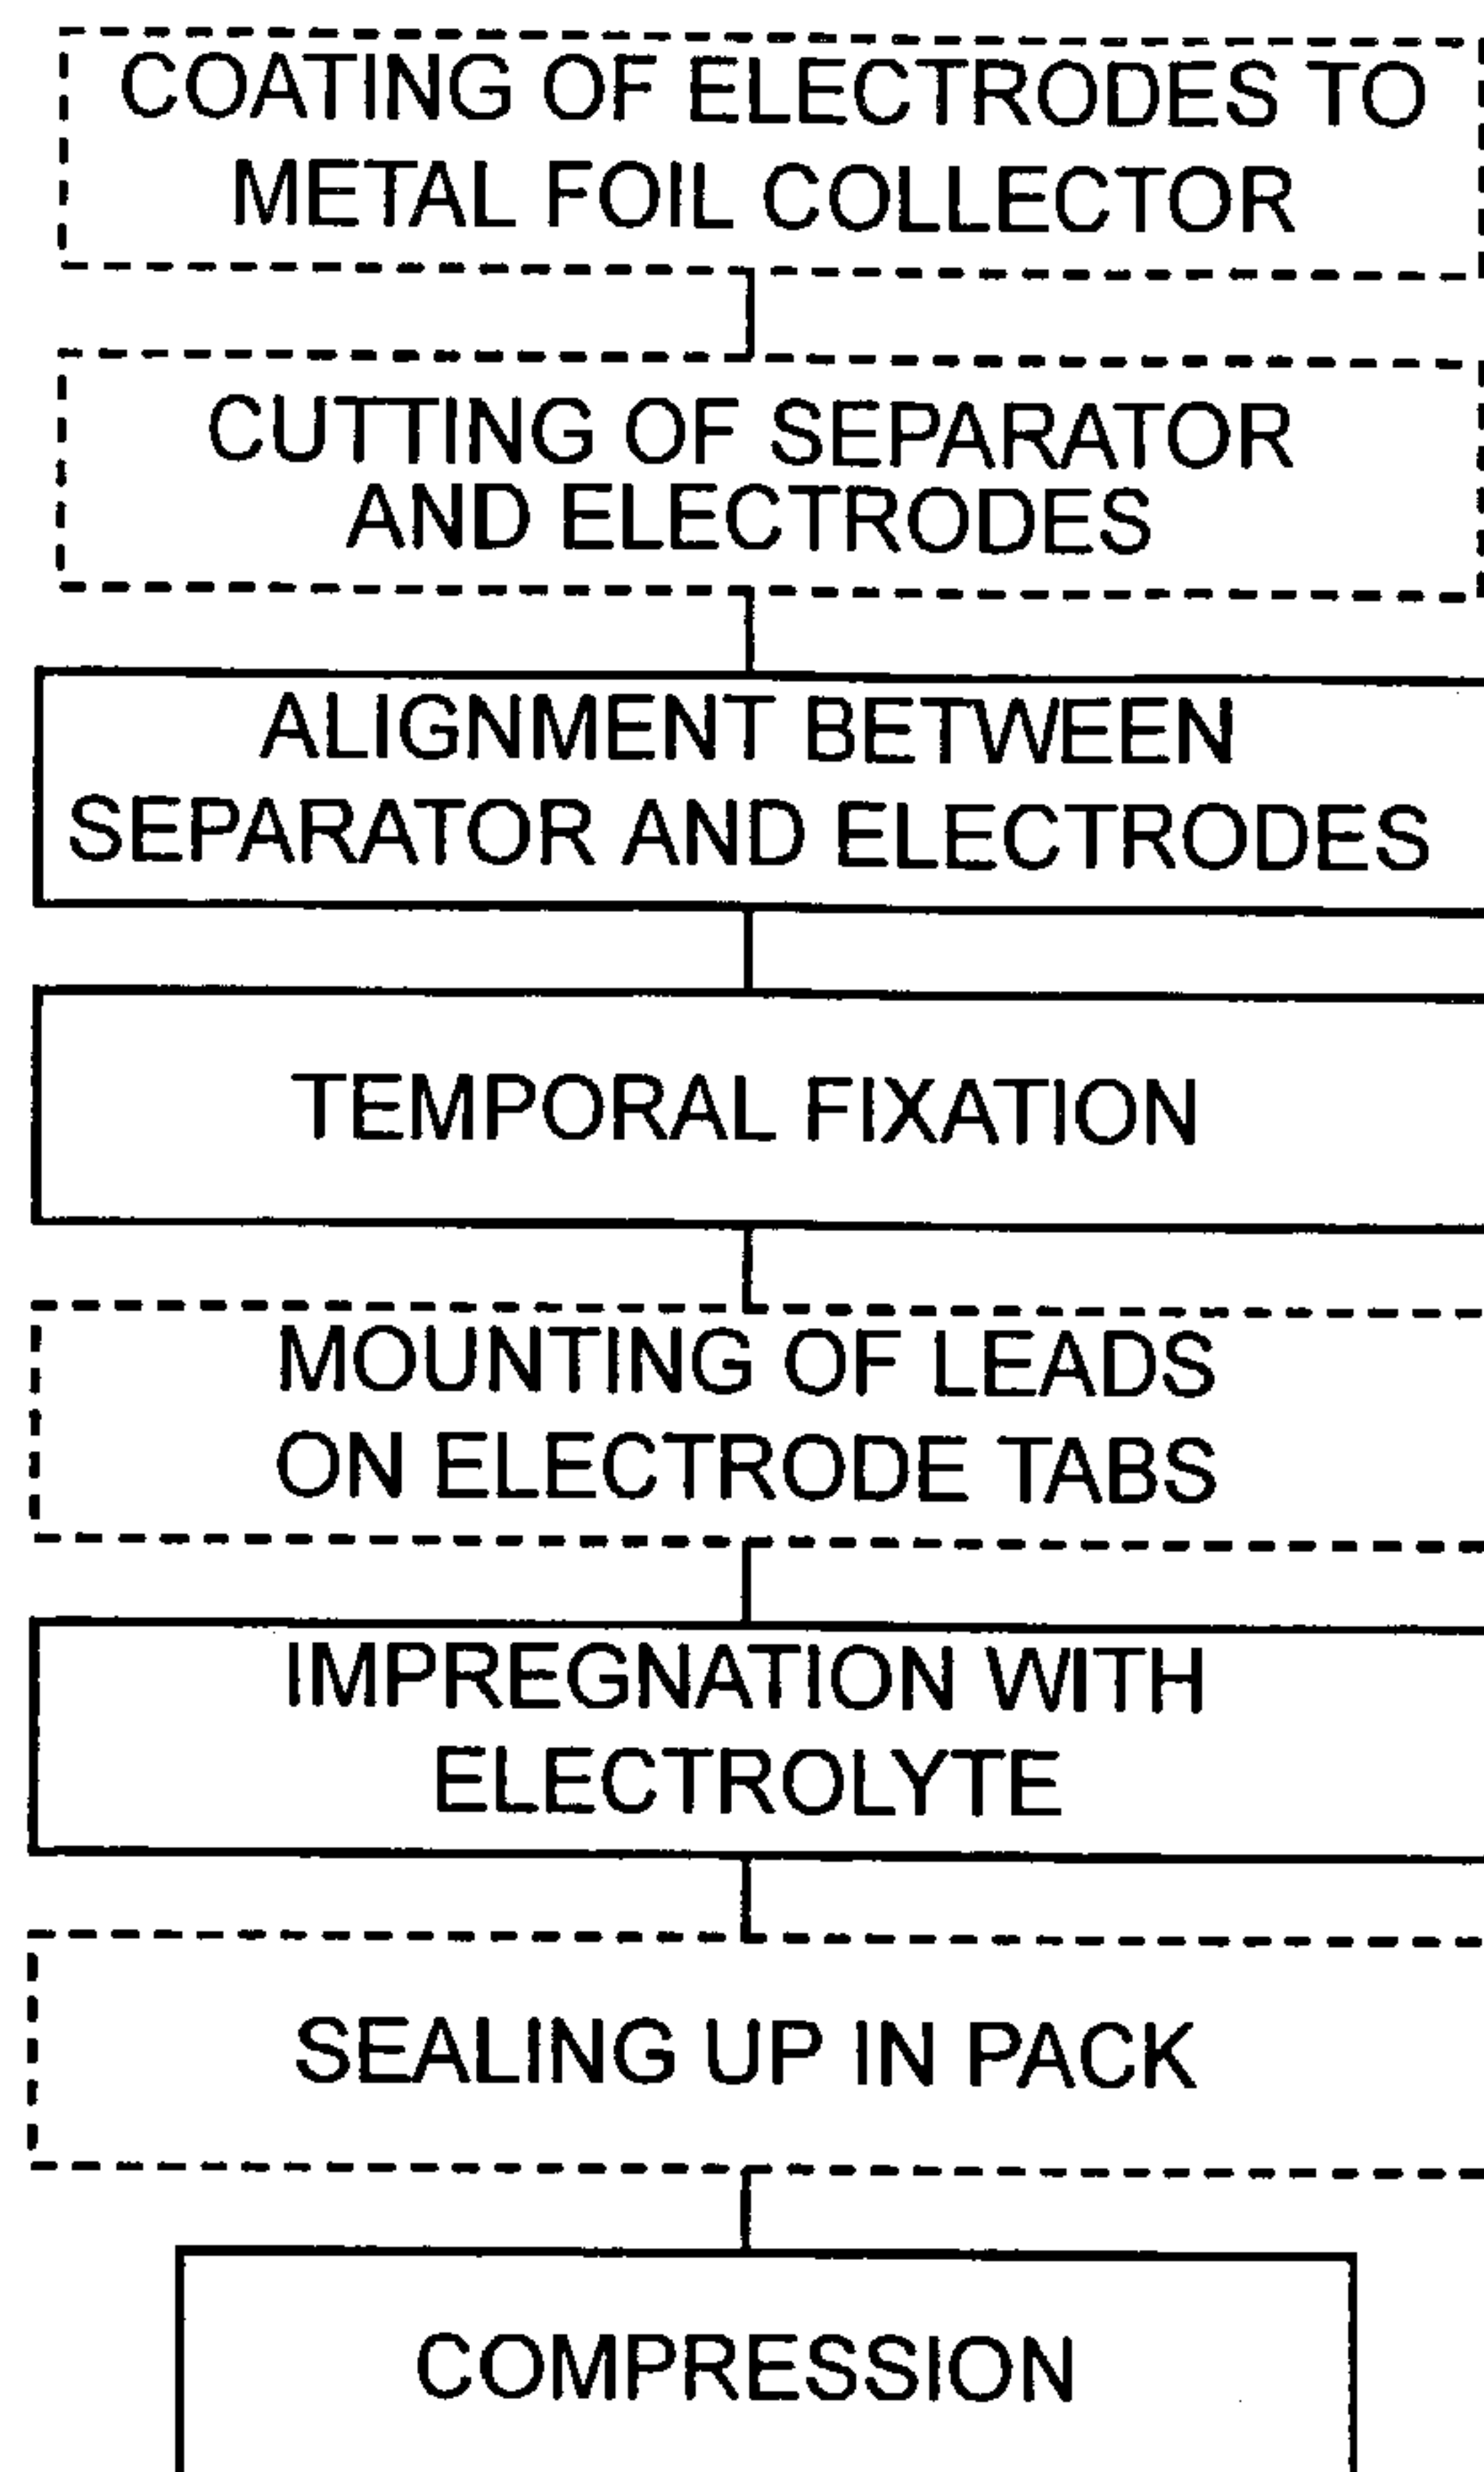 COATING OF ELECTRODES TO
METAL FOIL COLLECTOR
CUTTING OF SEPARATOR
AND ELECTRODES
ALIGNMENT BETWEEN
SEPARATOR AND ELECTRODES
TEMPORAL FIXATION
MOUNTING OF LEADS
ON ELECTRODE TABS
IMPREGNATION WITH
ELECTROLYTE
SEALING UP IN PACK
COMPRESSION